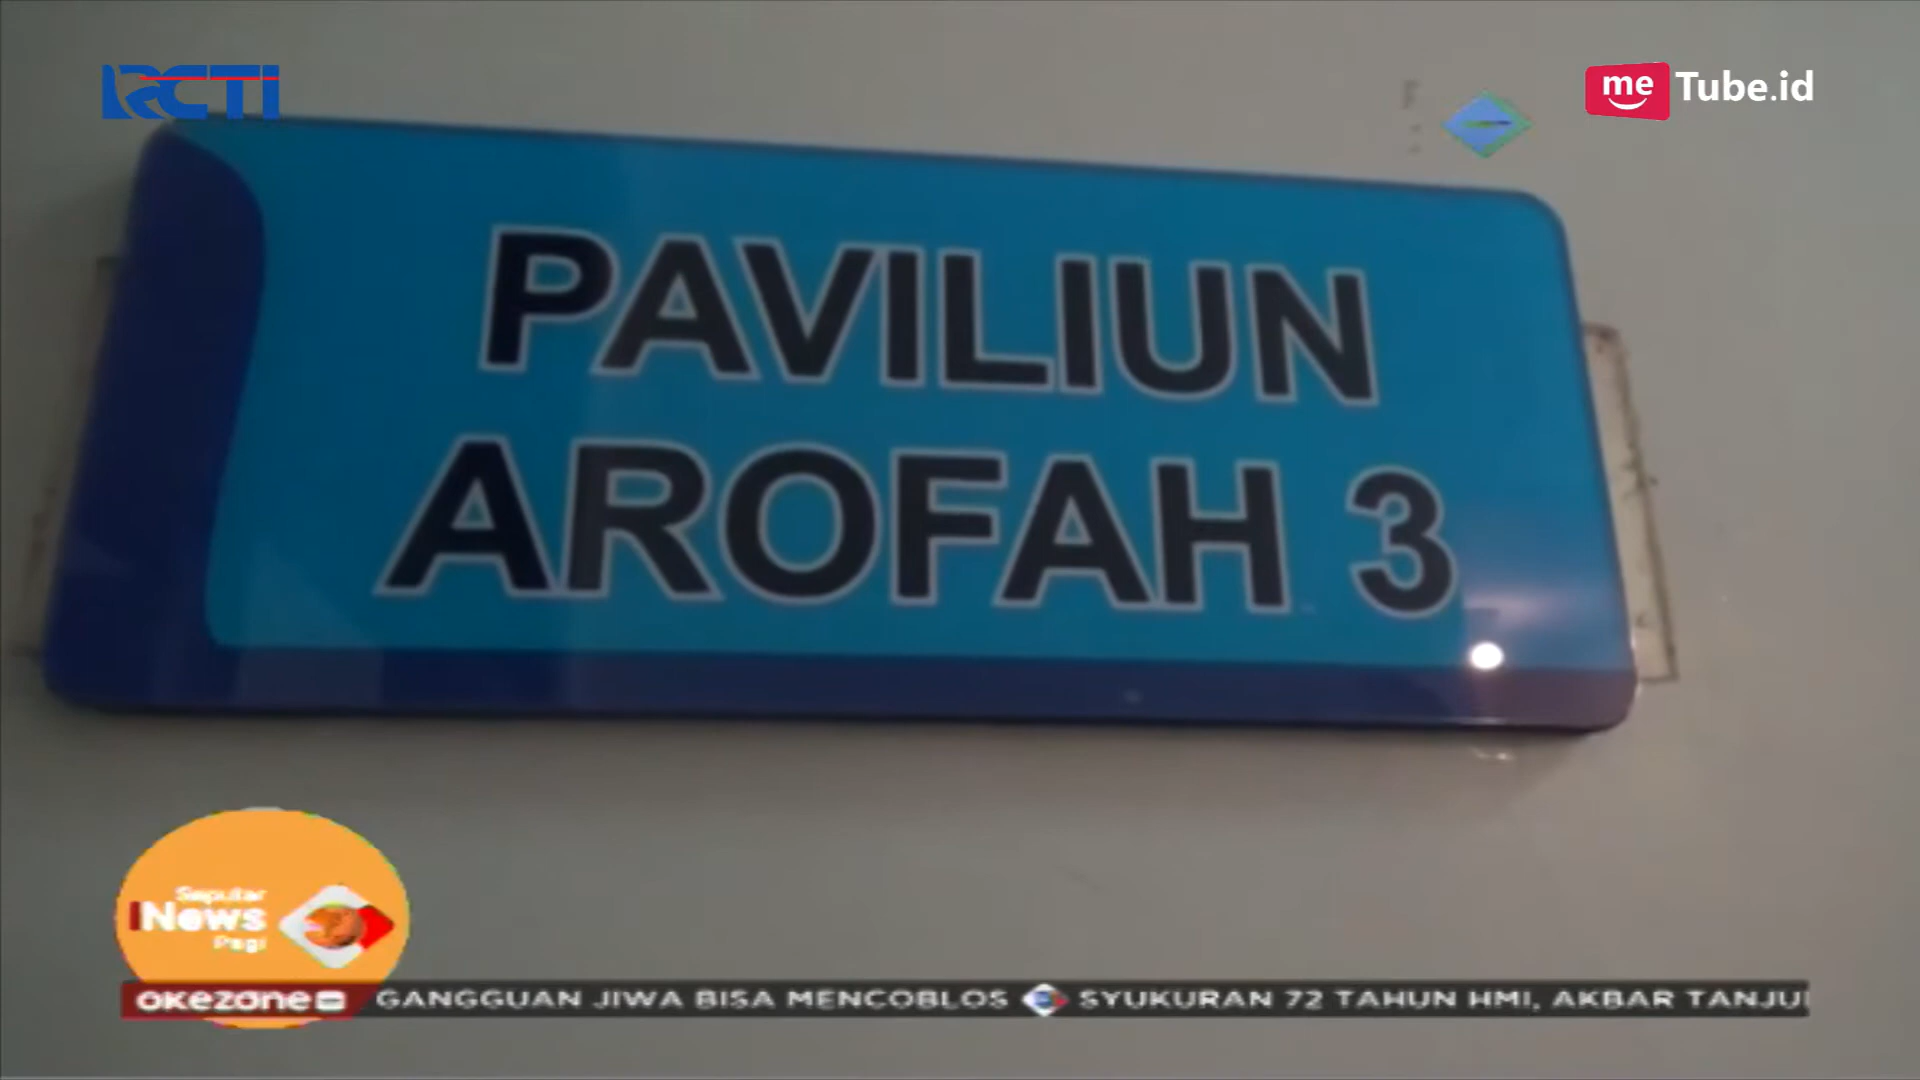 RCTI
me Tube.id
PAVILIUN
AROFAH 3
Seputar
iNews
Pagi
OKEZONE
GANGGUAN JIWA BISA MENCOBLOS SYUKURAN 72 TAHUN HMI, AKBAR TANJU